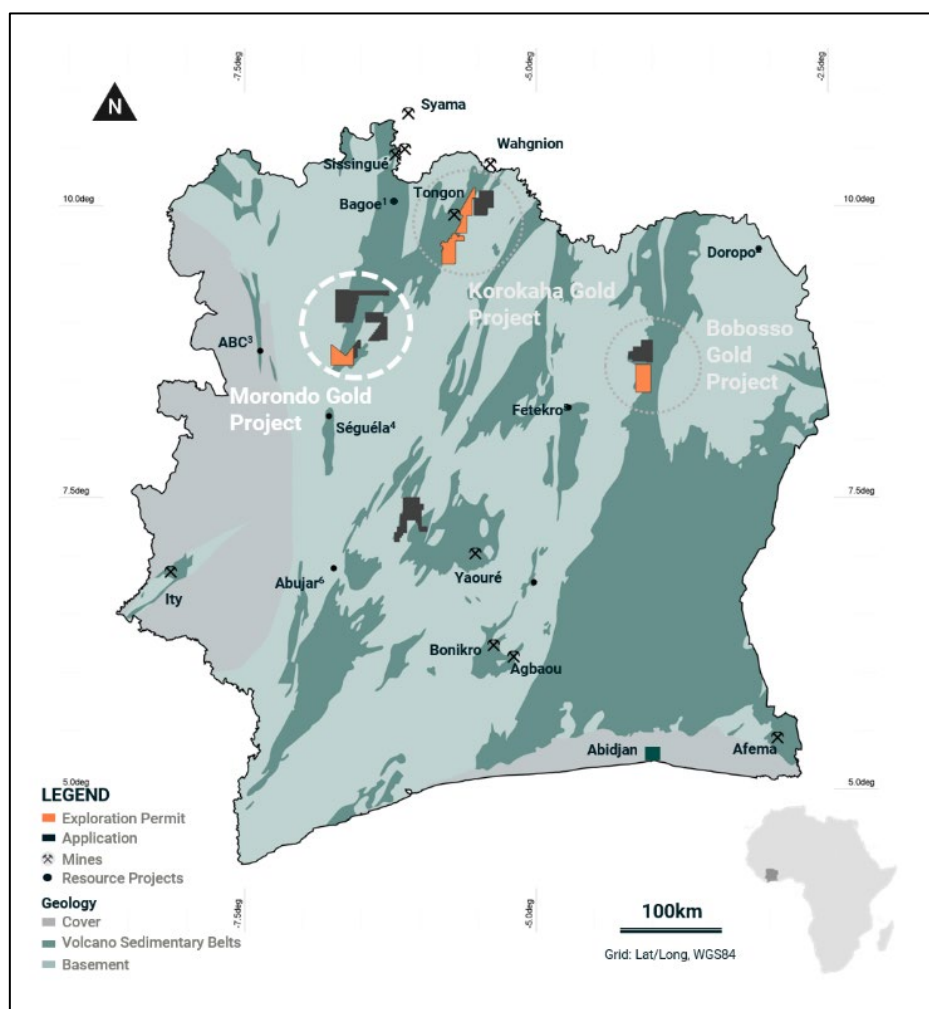 -7.5deg
-5.0deg
-2.5deg
N
Syama
Wahgnion
Sissingué
Tongon
Bagoe¹
10.0deg
10.0deg
Doropo
Korokaha Gold
Project
ABC³
Bobosso
Gold
Project
Morondo Gold
Project
Fetekro
Séguéla⁴
7.5deg
7.5deg
Yaouré
Abujar⁶
Ity
Bonikro
Agbaou
Abidjan
Afema
5.0deg
5.0deg
LEGEND
Exploration Permit
Application
Mines
Resource Projects
Geology
Cover
Volcano Sedimentary Belts
Basement
-7.5deg
-5.0deg
100km
Grid: Lat/Long, WGS84